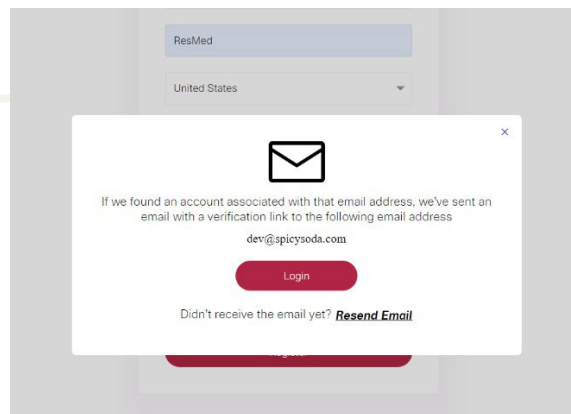 ResMed
United States
×
If we found an account associated with that email address, we've sent an
email with a verification link to the following email address
dev@spicysoda.com
Login
Didn't receive the email yet? Resend Email